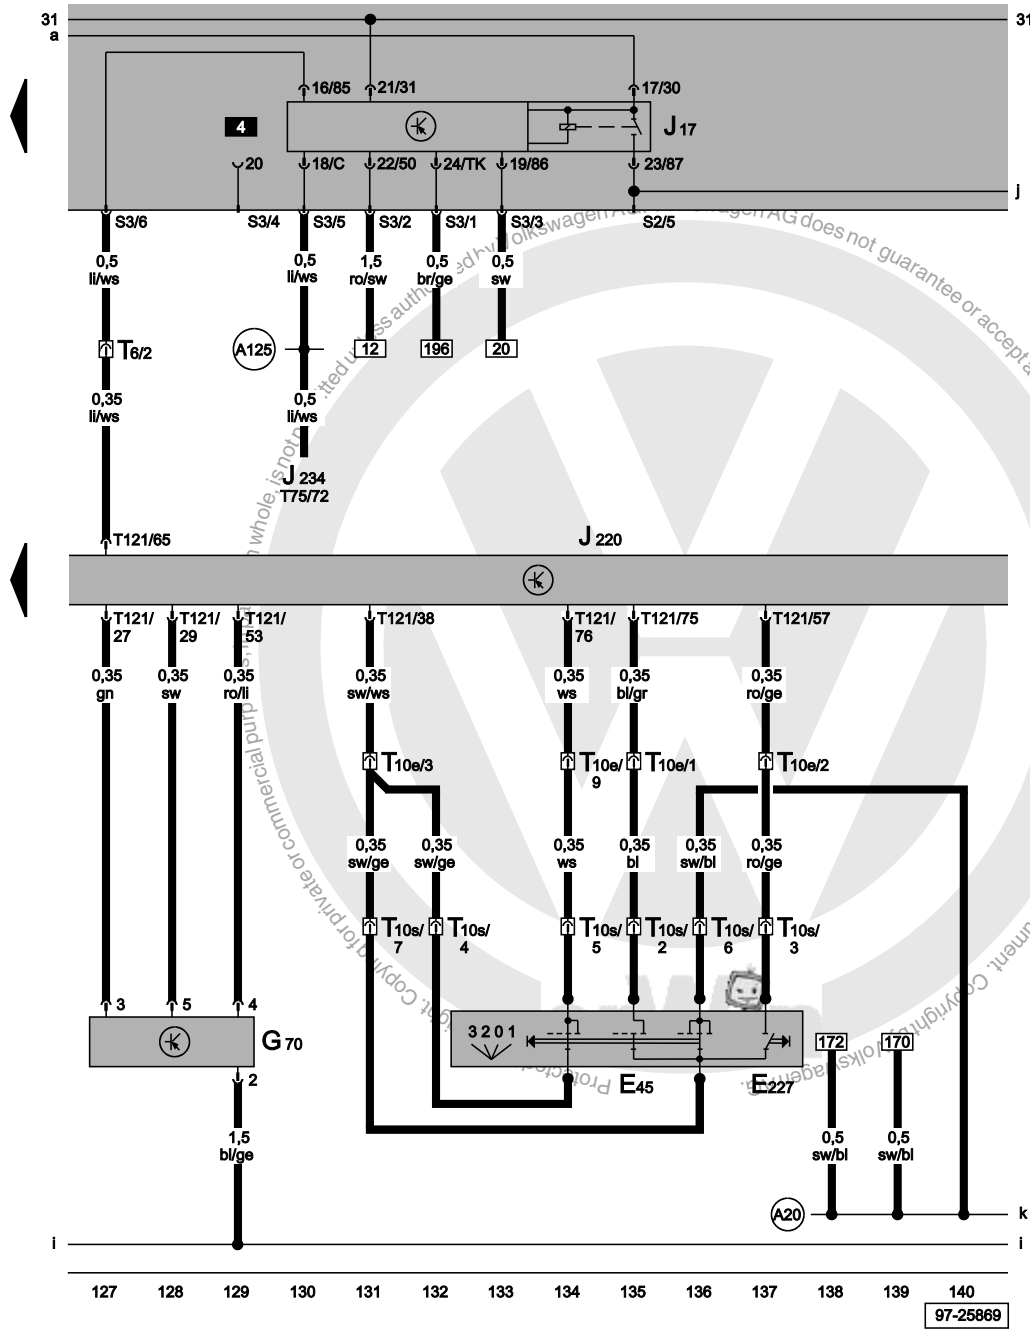 31 31
a
16/85 21/31 17/30
4 J 17
20 18/C 22/50 24/TK 19/86 23/87
j
S3/6 S3/4 S3/5 S3/2 S3/1 S3/3 S2/5
0,5 0,5 1,5 0,5 0,5
li/ws li/ws ro/sw br/ge sw
T6/2 A125 12 196 20
0,35 0,5
li/ws li/ws
J 234
T75/72
T121/65 J 220
T121/ T121/ T121/ T121/38 T121/ T121/75 T121/57
27 29 53 76
0,35 0,35 0,35 0,35 0,35 0,35 0,35
gn sw ro/li sw/ws ws bl/gr ro/ge
T10e/3 T10e/ T10e/1 T10e/2
9
0,35 0,35 0,35 0,35 0,35 0,35
sw/ge sw/ge ws bl sw/bl ro/ge
T10s/ T10s/ T10s/ T10s/ T10s/ T10s/
7 4 5 2 6 3
3 5 4
G 70 3 2 0 1 172 170
2 E45 E227
1,5 0,5 0,5
bl/ge sw/bl sw/bl
A20 k
i i
127 128 129 130 131 132 133 134 135 136 137 138 139 140
97-25869